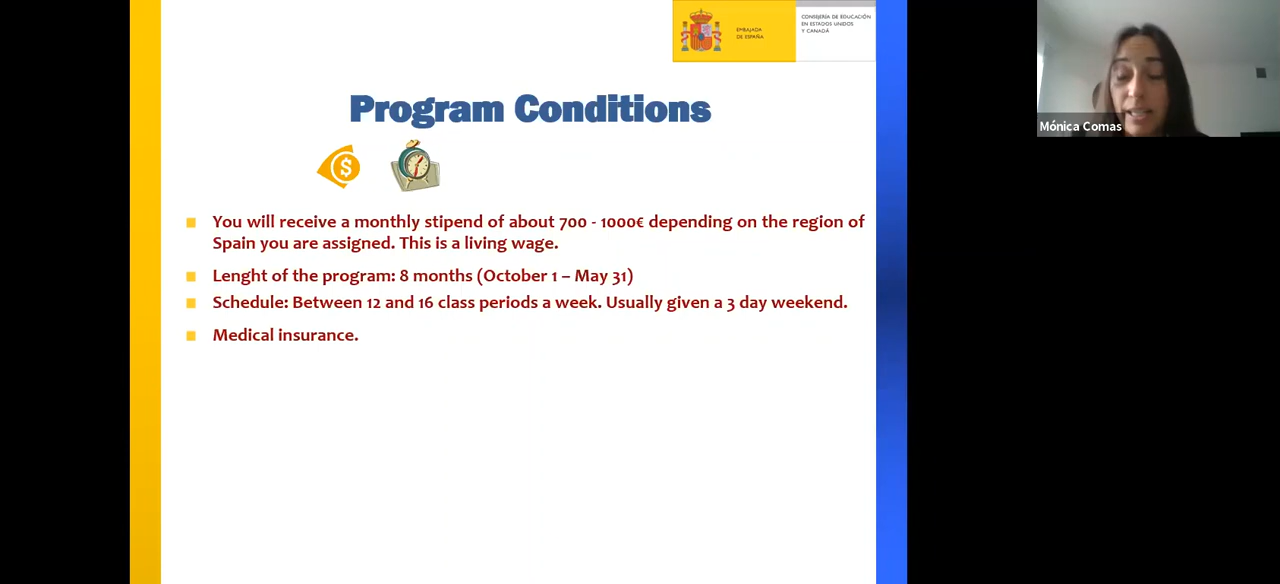 EMBAJADA
DE ESPAÑA
CONSEJERÍA DE EDUCACIÓN
EN ESTADOS UNIDOS
Y CANADÁ
Program Conditions
$
You will receive a monthly stipend of about 700 - 1000€ depending on the region of
Spain you are assigned. This is a living wage.
Lenght of the program: 8 months (October 1 – May 31)
Schedule: Between 12 and 16 class periods a week. Usually given a 3 day weekend.
Medical insurance.
Mónica Comas